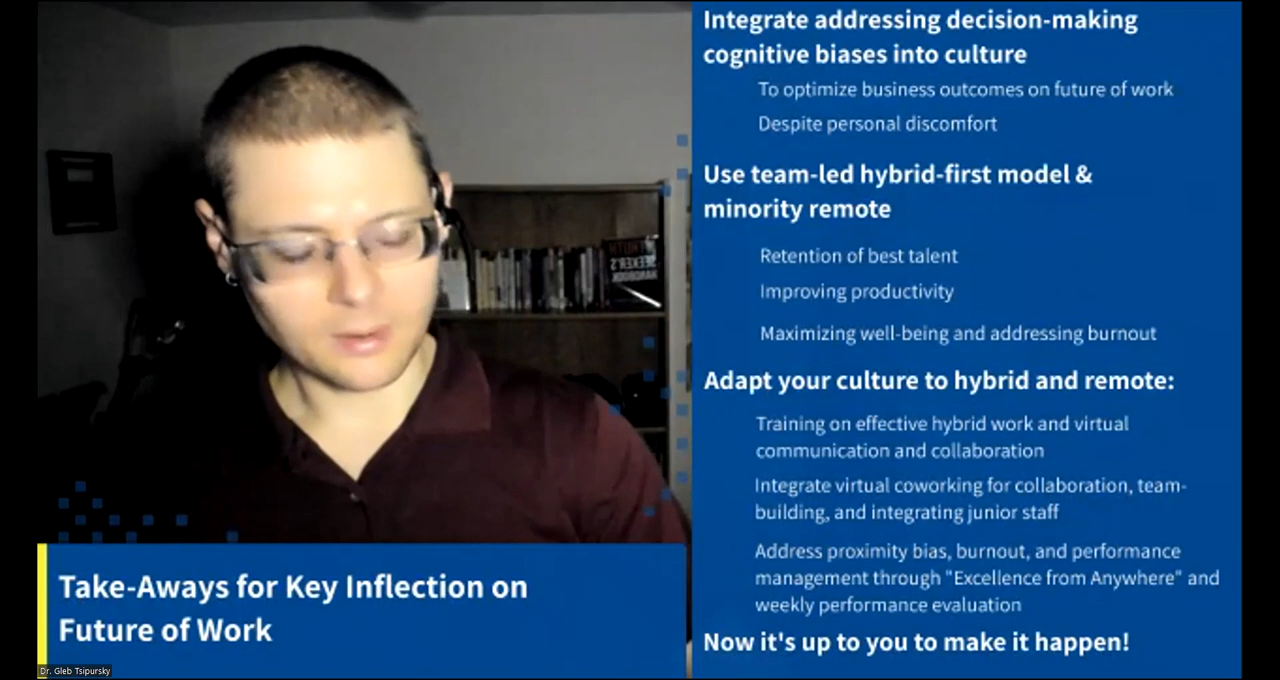 Integrate addressing decision-making
cognitive biases into culture
To optimize business outcomes on future of work
Despite personal discomfort
Use team-led hybrid-first model &
minority remote
Retention of best talent
Improving productivity
Maximizing well-being and addressing burnout
Adapt your culture to hybrid and remote:
Training on effective hybrid work and virtual
communication and collaboration
Integrate virtual coworking for collaboration, team-
building, and integrating junior staff
Address proximity bias, burnout, and performance
management through "Excellence from Anywhere" and
weekly performance evaluation
Now it's up to you to make it happen!
TRUTH
SEEKER'S
HANDBOOK
Take-Aways for Key Inflection on
Future of Work
Dr. Gleb Tsipursky